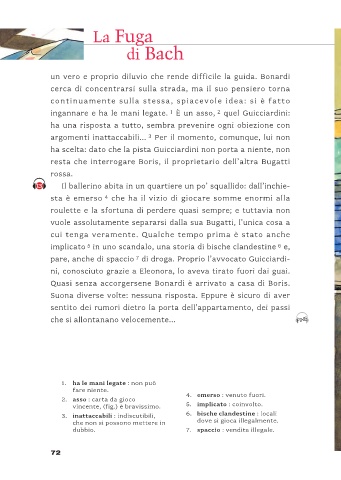 La Fuga
di Bach
un vero e proprio diluvio che rende difficile la guida. Bonardi
cerca di concentrarsi sulla strada, ma il suo pensiero torna
continuamente sulla stessa, spiacevole idea: si è fatto
ingannare e ha le mani legate. 1 È un asso, 2 quel Guicciardini:
ha una risposta a tutto, sembra prevenire ogni obiezione con
argomenti inattaccabili... 3 Per il momento, comunque, lui non
ha scelta: dato che la pista Guicciardini non porta a niente, non
resta che interrogare Boris, il proprietario dell'altra Bugatti
rossa.
Il ballerino abita in un quartiere un po' squallido: dall'inchie-
sta è emerso 4 che ha il vizio di giocare somme enormi alla
roulette e la sfortuna di perdere quasi sempre; e tuttavia non
vuole assolutamente separarsi dalla sua Bugatti, l'unica cosa a
cui tenga veramente. Qualche tempo prima è stato anche
implicato 5 in uno scandalo, una storia di bische clandestine 6 e,
pare, anche di spaccio 7 di droga. Proprio l'avvocato Guicciardi-
ni, conosciuto grazie a Eleonora, lo aveva tirato fuori dai guai.
Quasi senza accorgersene Bonardi è arrivato a casa di Boris.
Suona diverse volte: nessuna risposta. Eppure è sicuro di aver
sentito dei rumori dietro la porta dell'appartamento, dei passi
che si allontanano velocemente...
1. ha le mani legate : non può
fare niente.
2. asso : carta da gioco
vincente, (fig.) è bravissimo.
3. inattaccabili : indiscutibili,
che non si possono mettere in
dubbio.
4. emerso : venuto fuori.
5. implicato : coinvolto.
6. bische clandestine : locali
dove si gioca illegalmente.
7. spaccio : vendita illegale.
72